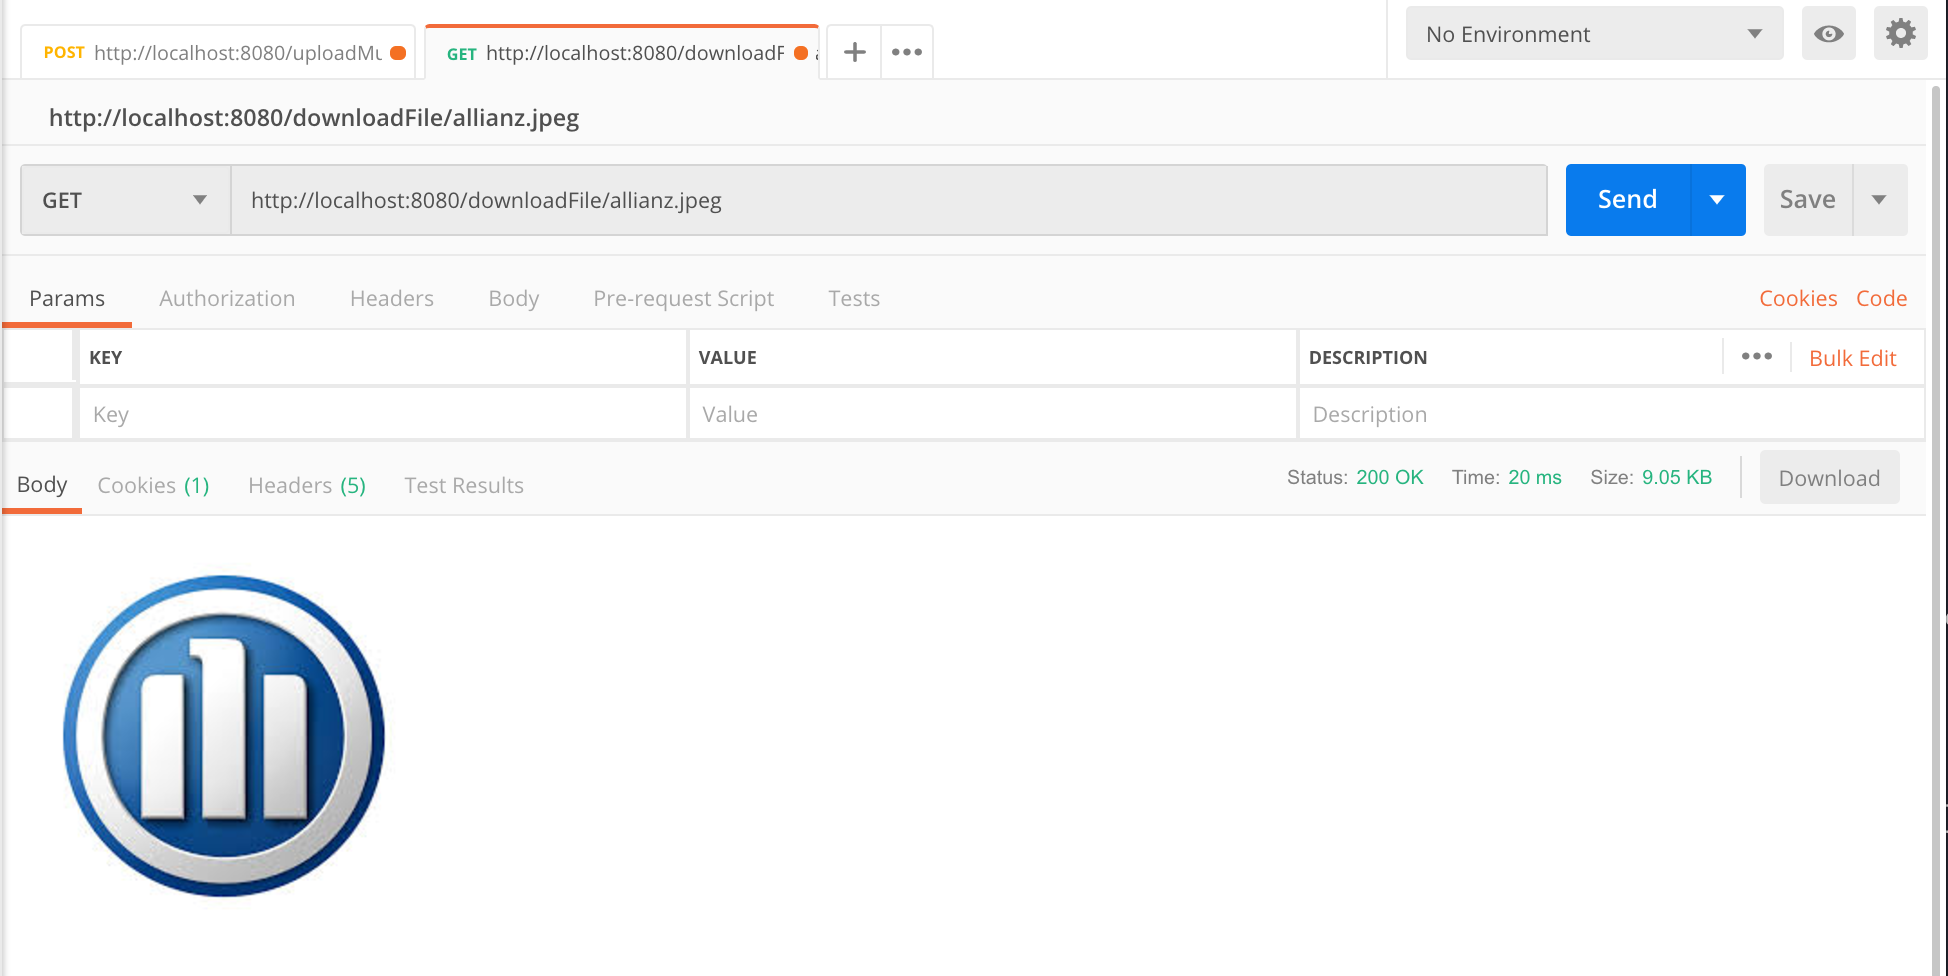 POST http://localhost:8080/uploadMu GET http://localhost:8080/downloadF No Environment
http://localhost:8080/downloadFile/allianz.jpeg
GET http://localhost:8080/downloadFile/allianz.jpeg Send Save
Params Authorization Headers Body Pre-request Script Tests Cookies Code
KEY VALUE DESCRIPTION Bulk Edit
Key Value Description
Body Cookies (1) Headers (5) Test Results Status: 200 OK Time: 20 ms Size: 9.05 KB Download